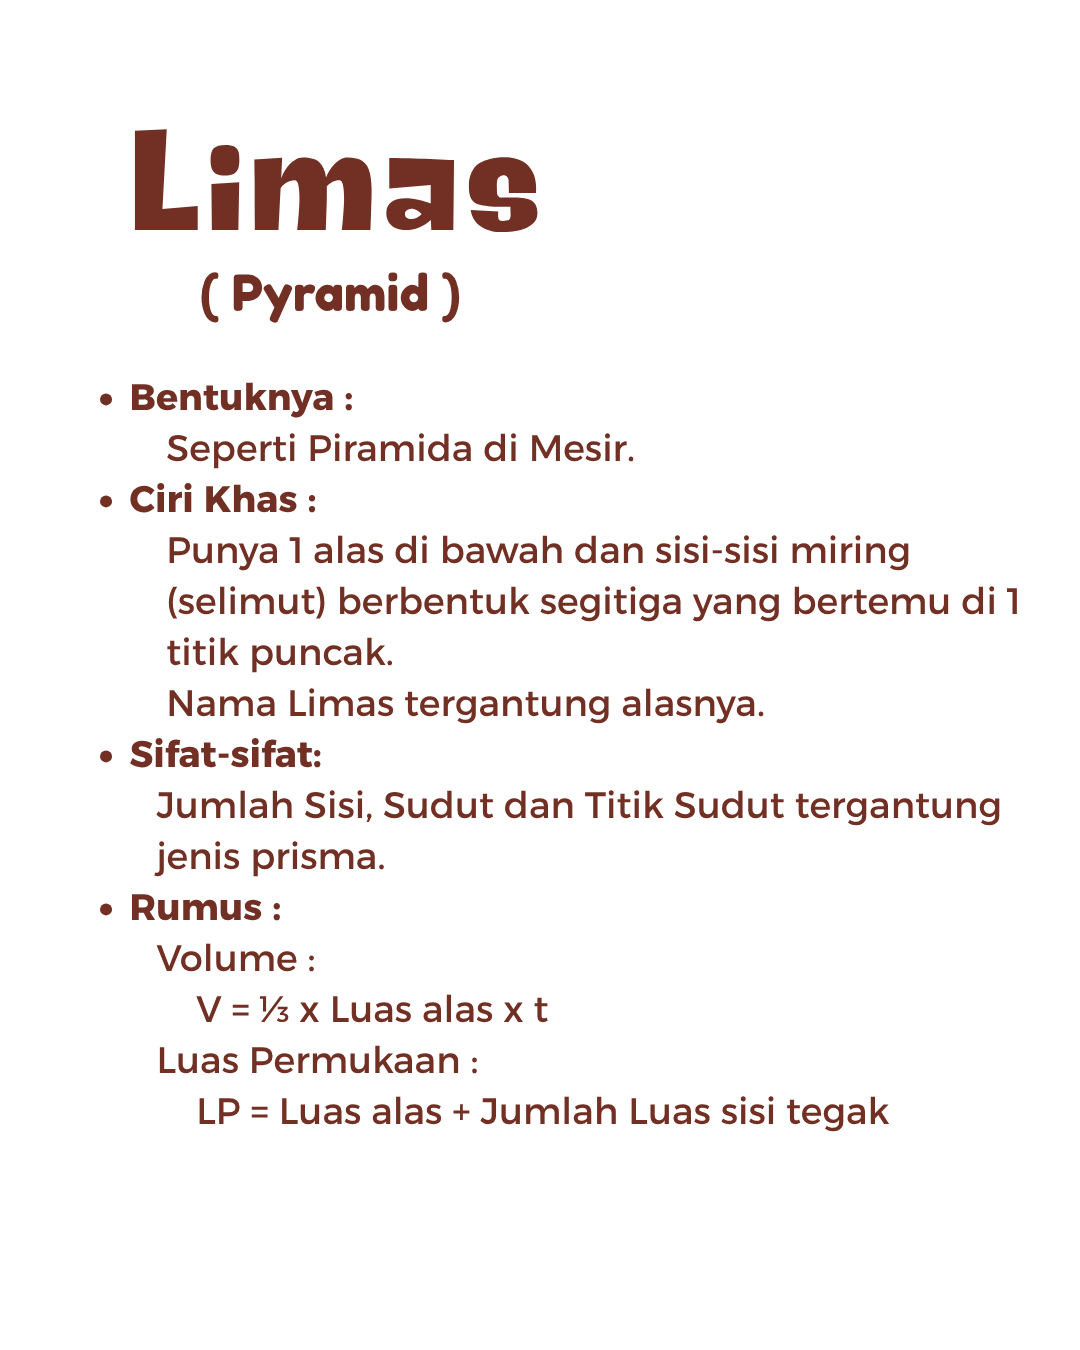 Limas
( Pyramid )
• Bentuknya :
Seperti Piramida di Mesir.
• Ciri Khas :
Punya 1 alas di bawah dan sisi-sisi miring
(selimut) berbentuk segitiga yang bertemu di 1
titik puncak.
Nama Limas tergantung alasnya.
• Sifat-sifat:
Jumlah Sisi, Sudut dan Titik Sudut tergantung
jenis prisma.
• Rumus :
Volume :
V = ⅓ x Luas alas x t
Luas Permukaan :
LP = Luas alas + Jumlah Luas sisi tegak